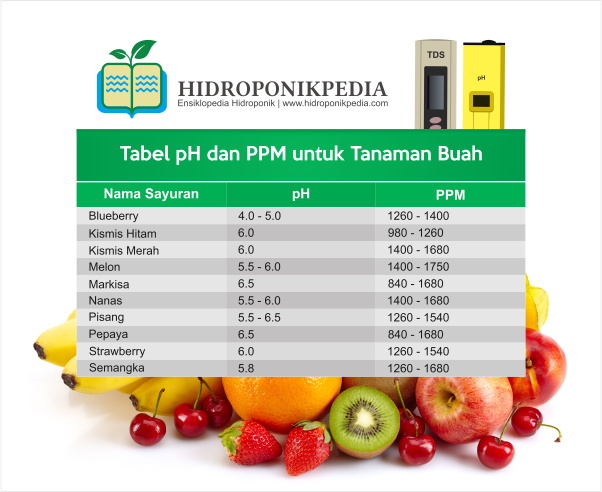 TDS
pH
HIDROPONIKPEDIA
Ensiklopedia Hidroponik | www.hidroponikpedia.com
Tabel pH dan PPM untuk Tanaman Buah
Nama Sayuran pH PPM
Blueberry 4.0 - 5.0 1260 - 1400
Kismis Hitam 6.0 980 - 1260
Kismis Merah 6.0 1400 - 1680
Melon 5.5 - 6.0 1400 - 1750
Markisa 6.5 840 - 1680
Nanas 5.5 - 6.0 1400 - 1680
Pisang 5.5 - 6.5 1260 - 1540
Pepaya 6.5 840 - 1680
Strawberry 6.0 1260 - 1540
Semangka 5.8 1260 - 1680